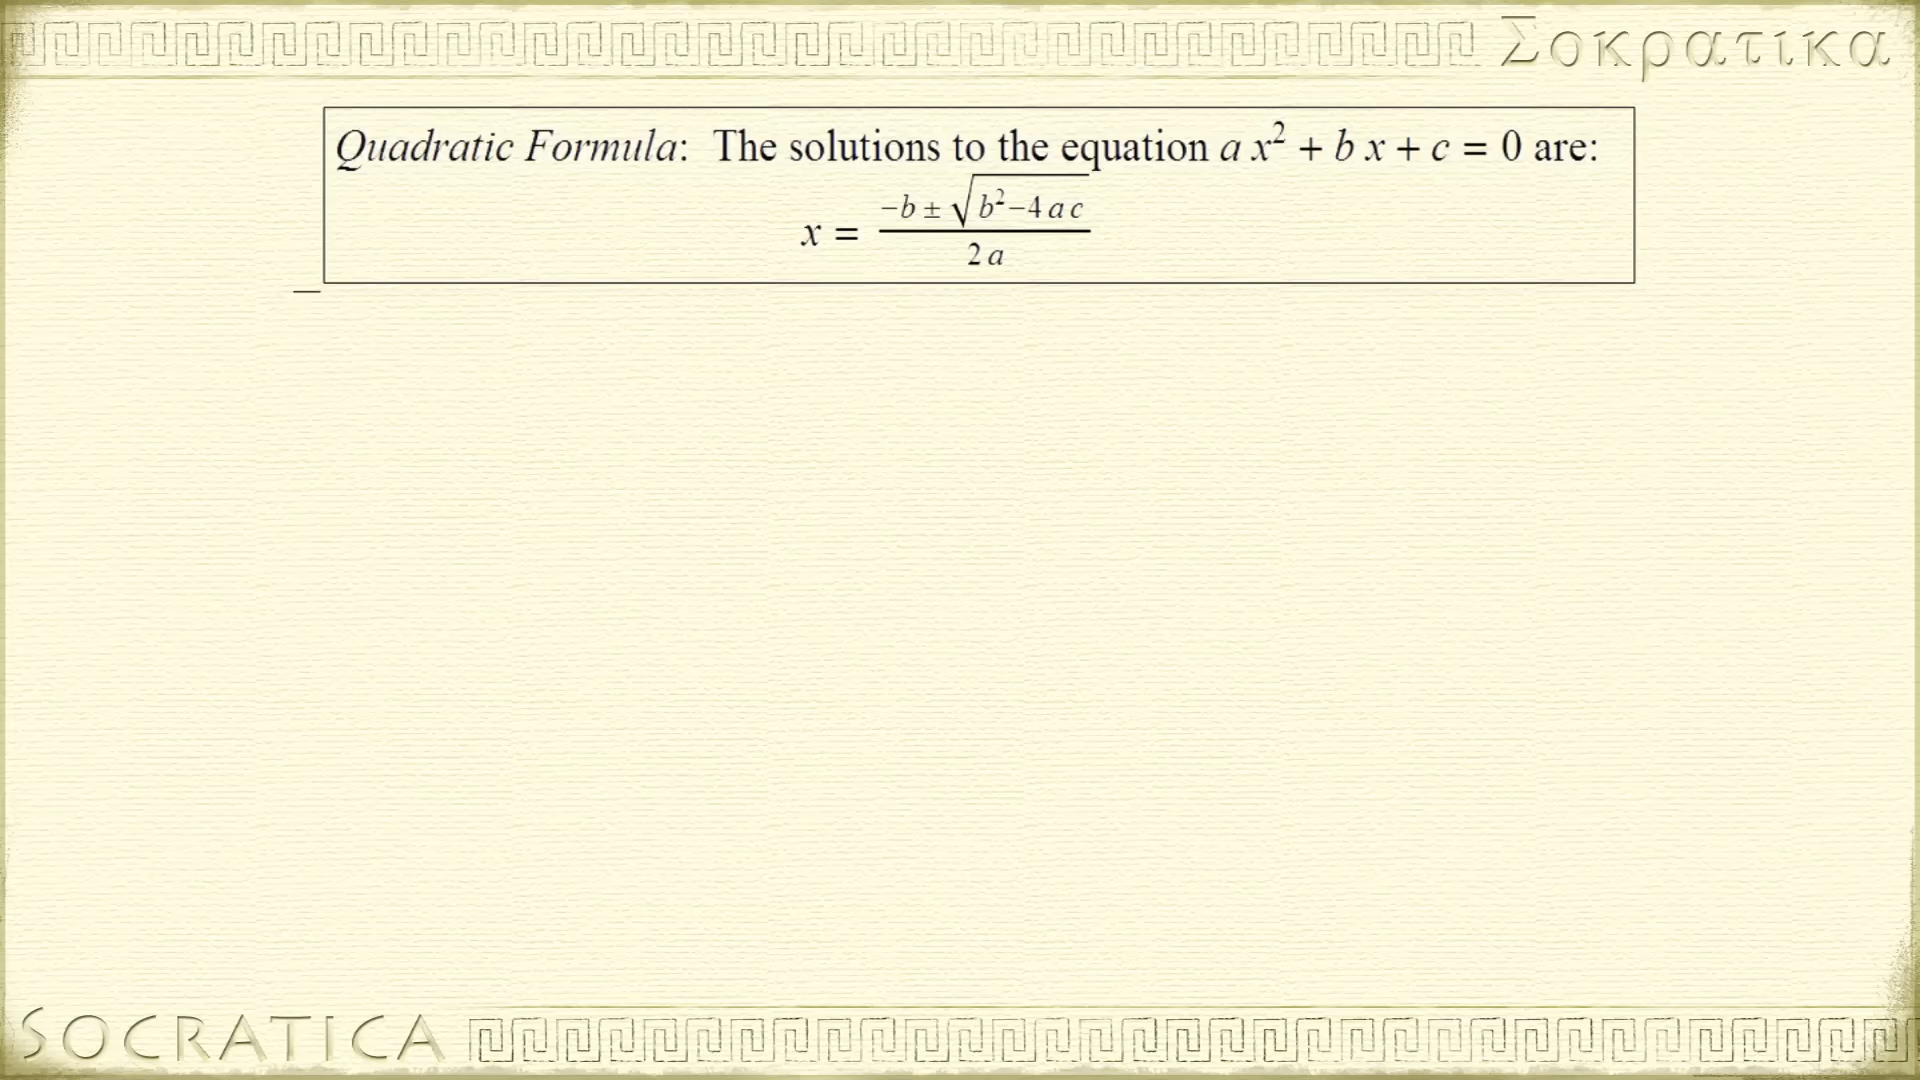 Σοκρατικα
Quadratic Formula: The solutions to the equation a x² + b x + c = 0 are:
x = (−b ± √(b²−4 a c)) / (2 a)
SOCRATICA